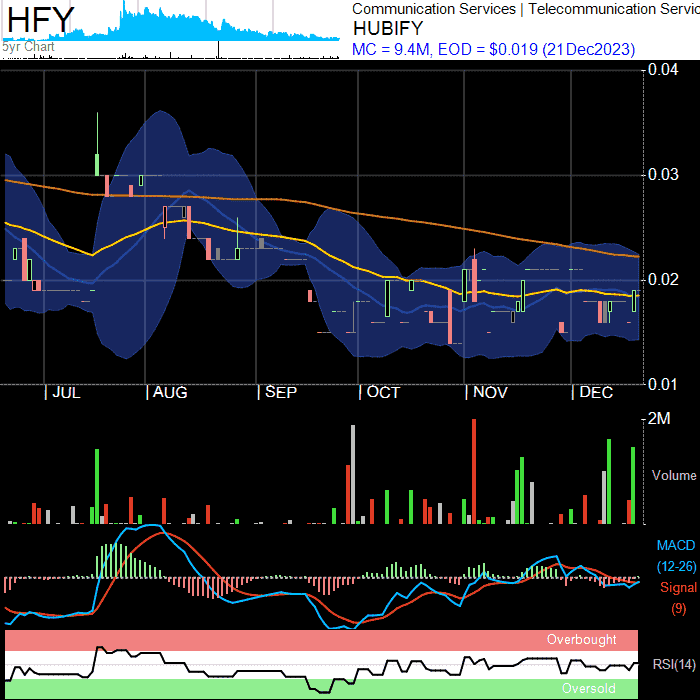 HFY
5yr Chart
Communication Services | Telecommunication Servic
HUBIFY
MC = 9.4M, EOD = $0.019 (21Dec2023)
0.04
0.03
0.02
0.01
| JUL | AUG | SEP | OCT | NOV | DEC
2M
Volume
MACD
(12-26)
Signal
(9)
Overbought
RSI(14)
Oversold